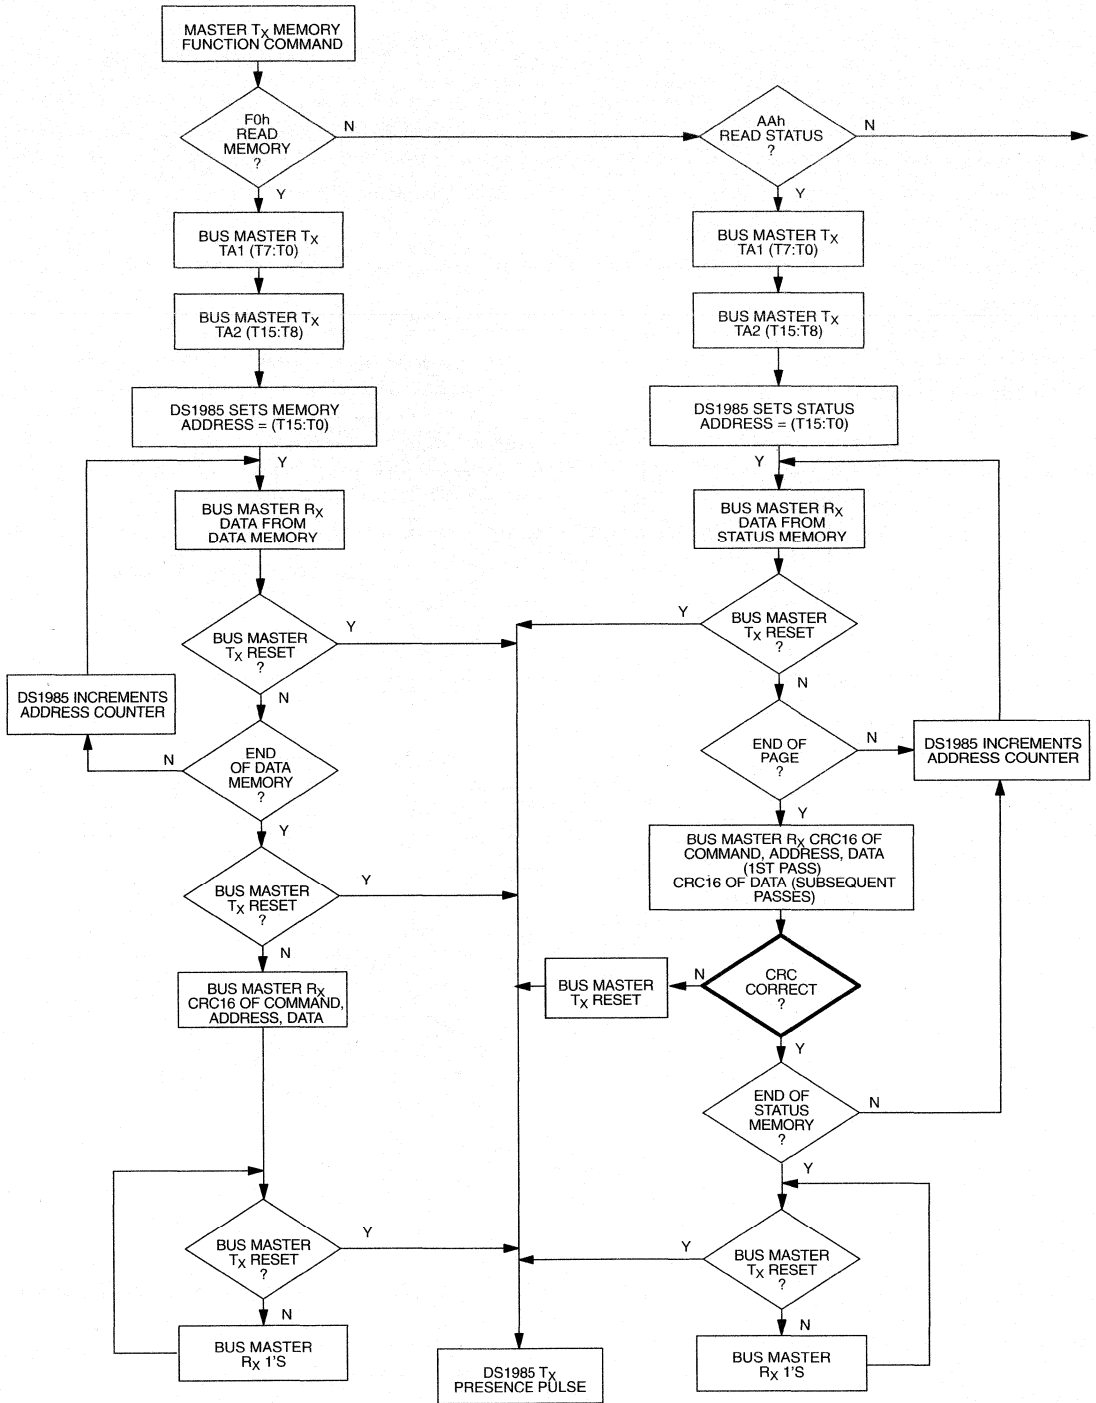 MASTER TX MEMORY
FUNCTION COMMAND
F0h
READ
MEMORY
?
N
Y
BUS MASTER TX
TA1 (T7:T0)
BUS MASTER TX
TA2 (T15:T8)
DS1985 SETS MEMORY
ADDRESS = (T15:T0)
Y
BUS MASTER RX
DATA FROM
DATA MEMORY
BUS MASTER
TX RESET
?
Y
N
DS1985 INCREMENTS
ADDRESS COUNTER
END
OF DATA
MEMORY
?
N
Y
BUS MASTER
TX RESET
?
Y
N
BUS MASTER RX
CRC16 OF COMMAND,
ADDRESS, DATA
BUS MASTER
TX RESET
?
Y
N
BUS MASTER
RX 1'S
AAh
READ STATUS
?
N
Y
BUS MASTER TX
TA1 (T7:T0)
BUS MASTER TX
TA2 (T15:T8)
DS1985 SETS STATUS
ADDRESS = (T15:T0)
Y
BUS MASTER RX
DATA FROM
STATUS MEMORY
BUS MASTER
TX RESET
?
Y
N
END OF
PAGE
?
N
DS1985 INCREMENTS
ADDRESS COUNTER
Y
BUS MASTER RX CRC16 OF
COMMAND, ADDRESS, DATA
(1ST PASS)
CRC16 OF DATA (SUBSEQUENT
PASSES)
CRC
CORRECT
?
N
BUS MASTER
TX RESET
Y
END OF
STATUS
MEMORY
?
N
Y
BUS MASTER
TX RESET
?
Y
N
BUS MASTER
RX 1'S
DS1985 TX
PRESENCE PULSE